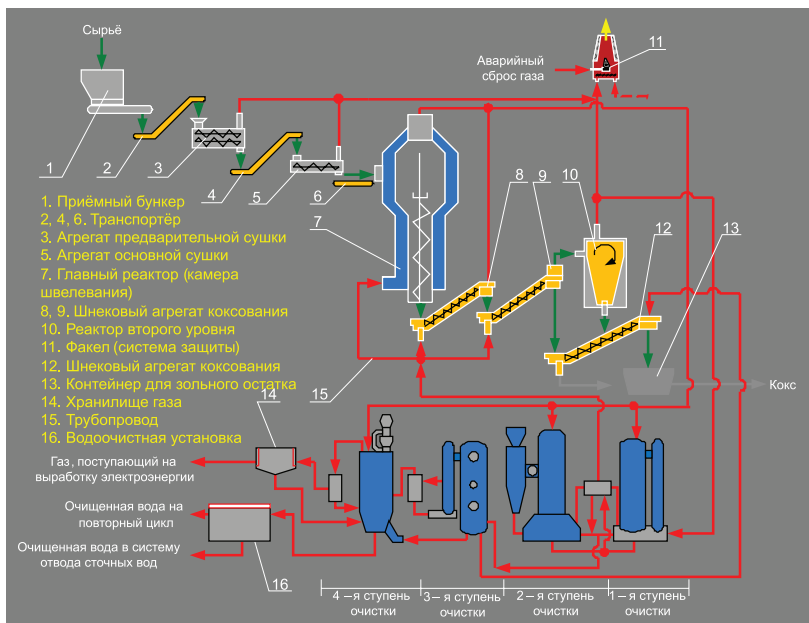 Сырьё
Аварийный
сброс газа
11
1
2
3
4
5
6
7
8
9
10
12
13
1. Приёмный бункер
2, 4, 6. Транспортёр
3. Агрегат предварительной сушки
5. Агрегат основной сушки
7. Главный реактор (камера
швелевания)
8, 9. Шнековый агрегат коксования
10. Реактор второго уровня
11. Факел (система защиты)
12. Шнековый агрегат коксования
13. Контейнер для зольного остатка
14. Хранилище газа
15. Трубопровод
16. Водоочистная установка
Кокс
15
14
Газ, поступающий на
выработку электроэнергии
Очищенная вода на
повторный цикл
Очищенная вода в систему
отвода сточных вод
16
4–я ступень
очистки
3–я ступень
очистки
2–я ступень
очистки
1–я ступень
очистки